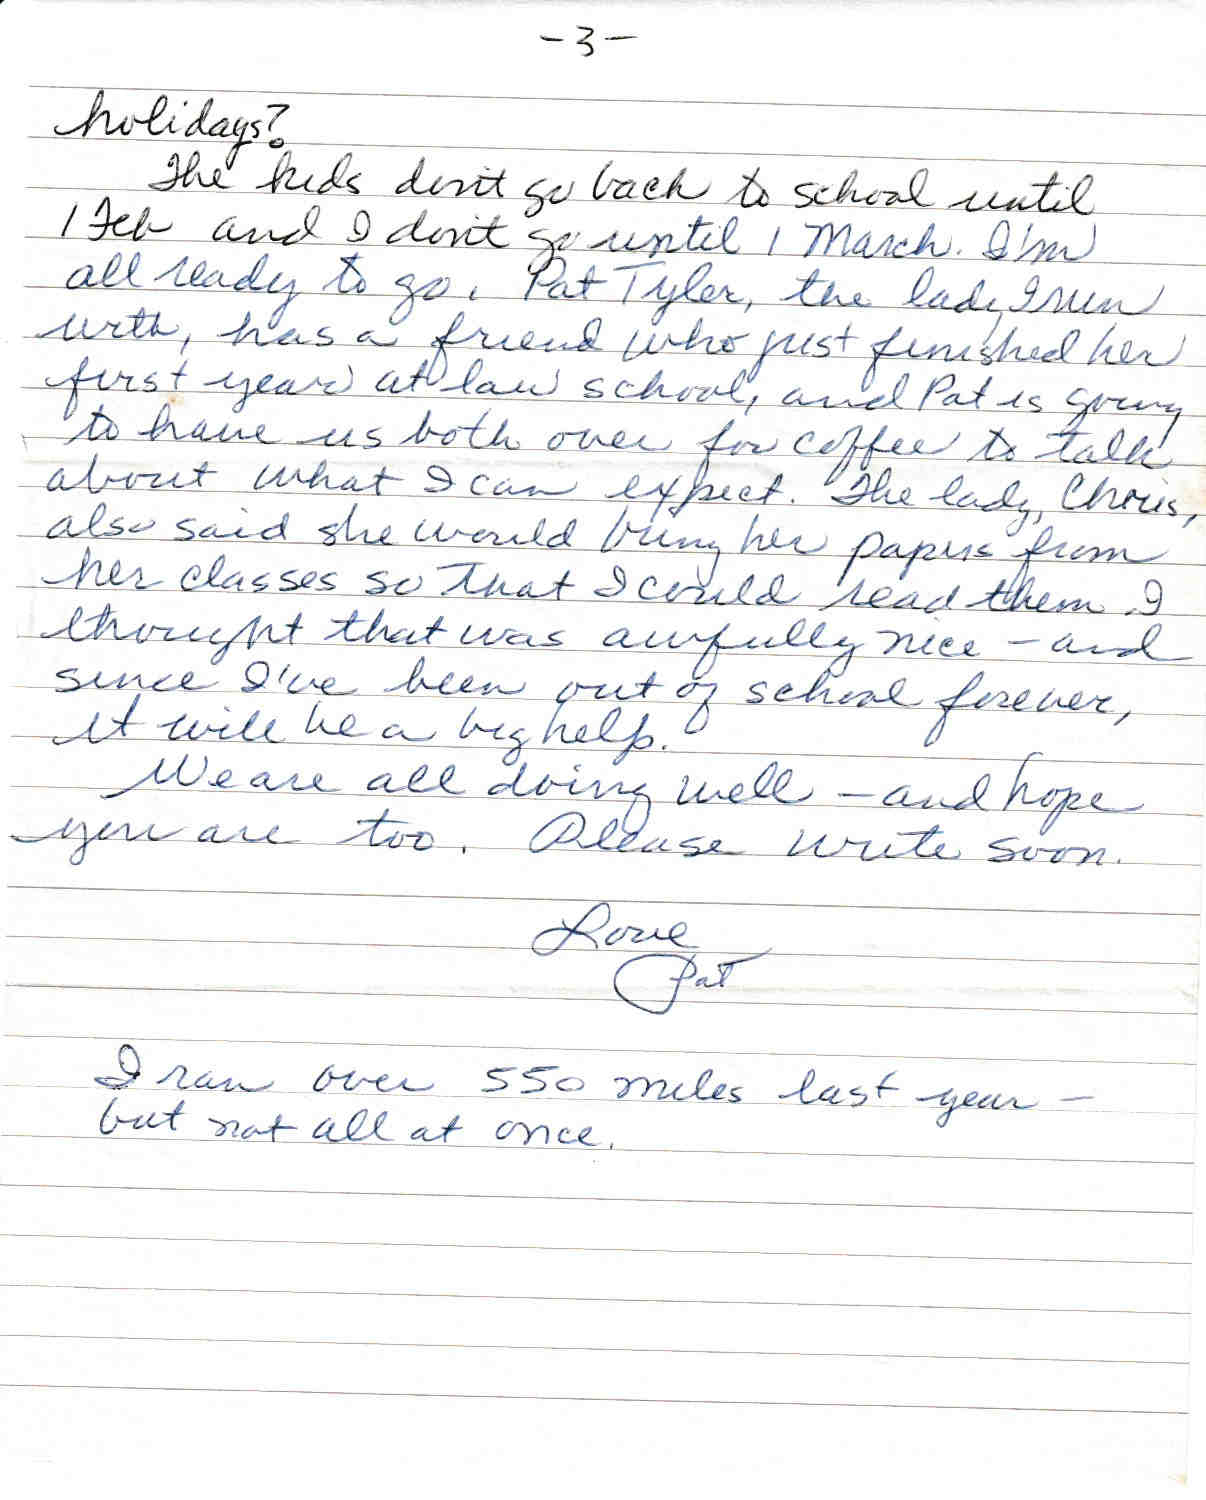 -3-
holidays?
The kids don't go back to school until
1 Feb and I don't go until 1 March. I'm
all ready to go. Pat Tyler, the lady I run
with, has a friend who just finished her
first year at law school, and Pat is going
to have us both over for coffee to talk
about what I can expect. The lady, Chris,
also said she would bring her papers from
her classes so that I could read them. I
thought that was awfully nice - and
since I've been out of school forever,
it will be a big help.
We are all doing well - and hope
you are too. Please write soon.
Love
Pat
I ran over 550 miles last year -
but not all at once.